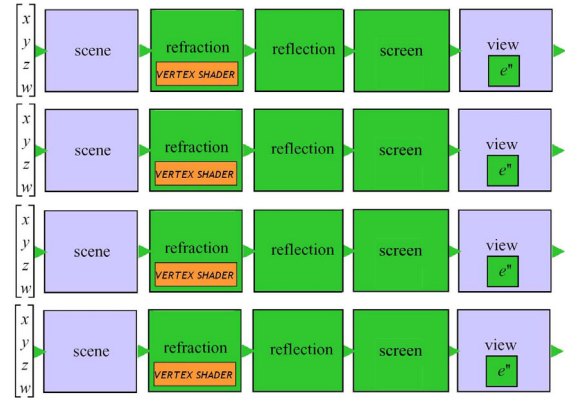 x
y
z
w
scene
refraction
VERTEX SHADER
reflection
screen
view
e"
x
y
z
w
scene
refraction
VERTEX SHADER
reflection
screen
view
e"
x
y
z
w
scene
refraction
VERTEX SHADER
reflection
screen
view
e"
x
y
z
w
scene
refraction
VERTEX SHADER
reflection
screen
view
e"